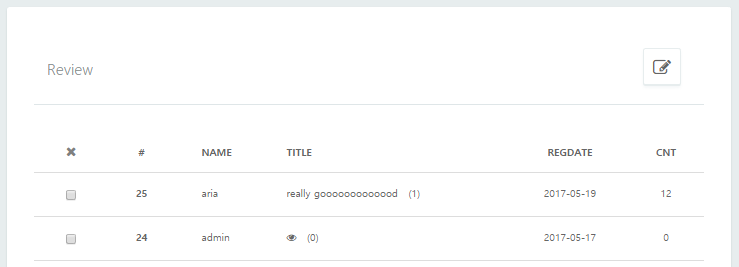 Review
# NAME TITLE REGDATE CNT
25 aria really gooooooooooood (1) 2017-05-19 12
24 admin (0) 2017-05-17 0